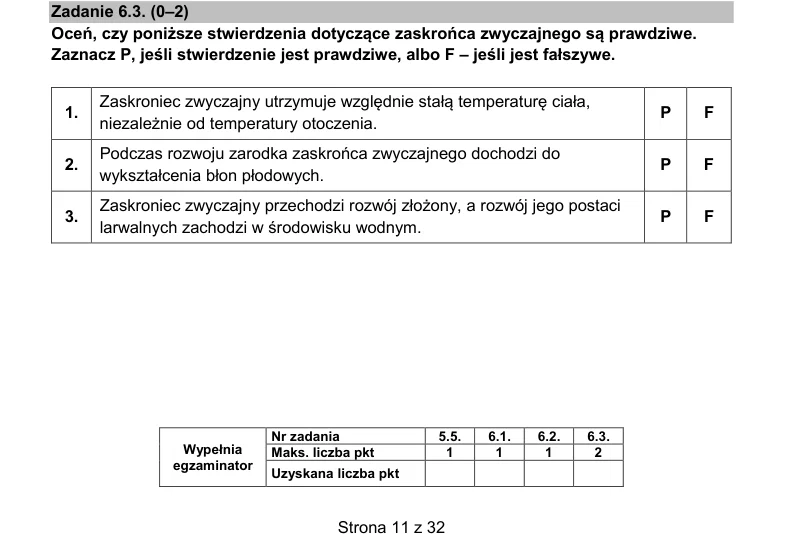 Zadanie 6.3. (0–2)
Oceń, czy poniższe stwierdzenia dotyczące zaskrońca zwyczajnego są prawdziwe.
Zaznacz P, jeśli stwierdzenie jest prawdziwe, albo F – jeśli jest fałszywe.
1. Zaskroniec zwyczajny utrzymuje względnie stałą temperaturę ciała, niezależnie od temperatury otoczenia. P F
2. Podczas rozwoju zarodka zaskrońca zwyczajnego dochodzi do wykształcenia błon płodowych. P F
3. Zaskroniec zwyczajny przechodzi rozwój złożony, a rozwój jego postaci larwalnych zachodzi w środowisku wodnym. P F
Wypełnia egzaminator
Nr zadania 5.5. 6.1. 6.2. 6.3.
Maks. liczba pkt 1 1 1 2
Uzyskana liczba pkt
Strona 11 z 32